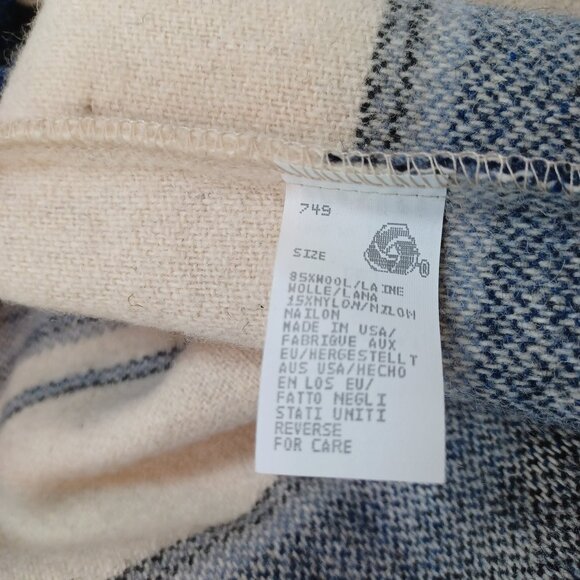 749
SIZE
®
85%WOOL/LAINE
WOLLE/LANA
15%NYLON/NZLON
NAILON
MADE IN USA/
FABRIQUE AUX
EU/HERGESTELLT
AUS USA/HECHO
EN LOS EU/
FATTO NEGLI
STATI UNITI
REVERSE
FOR CARE